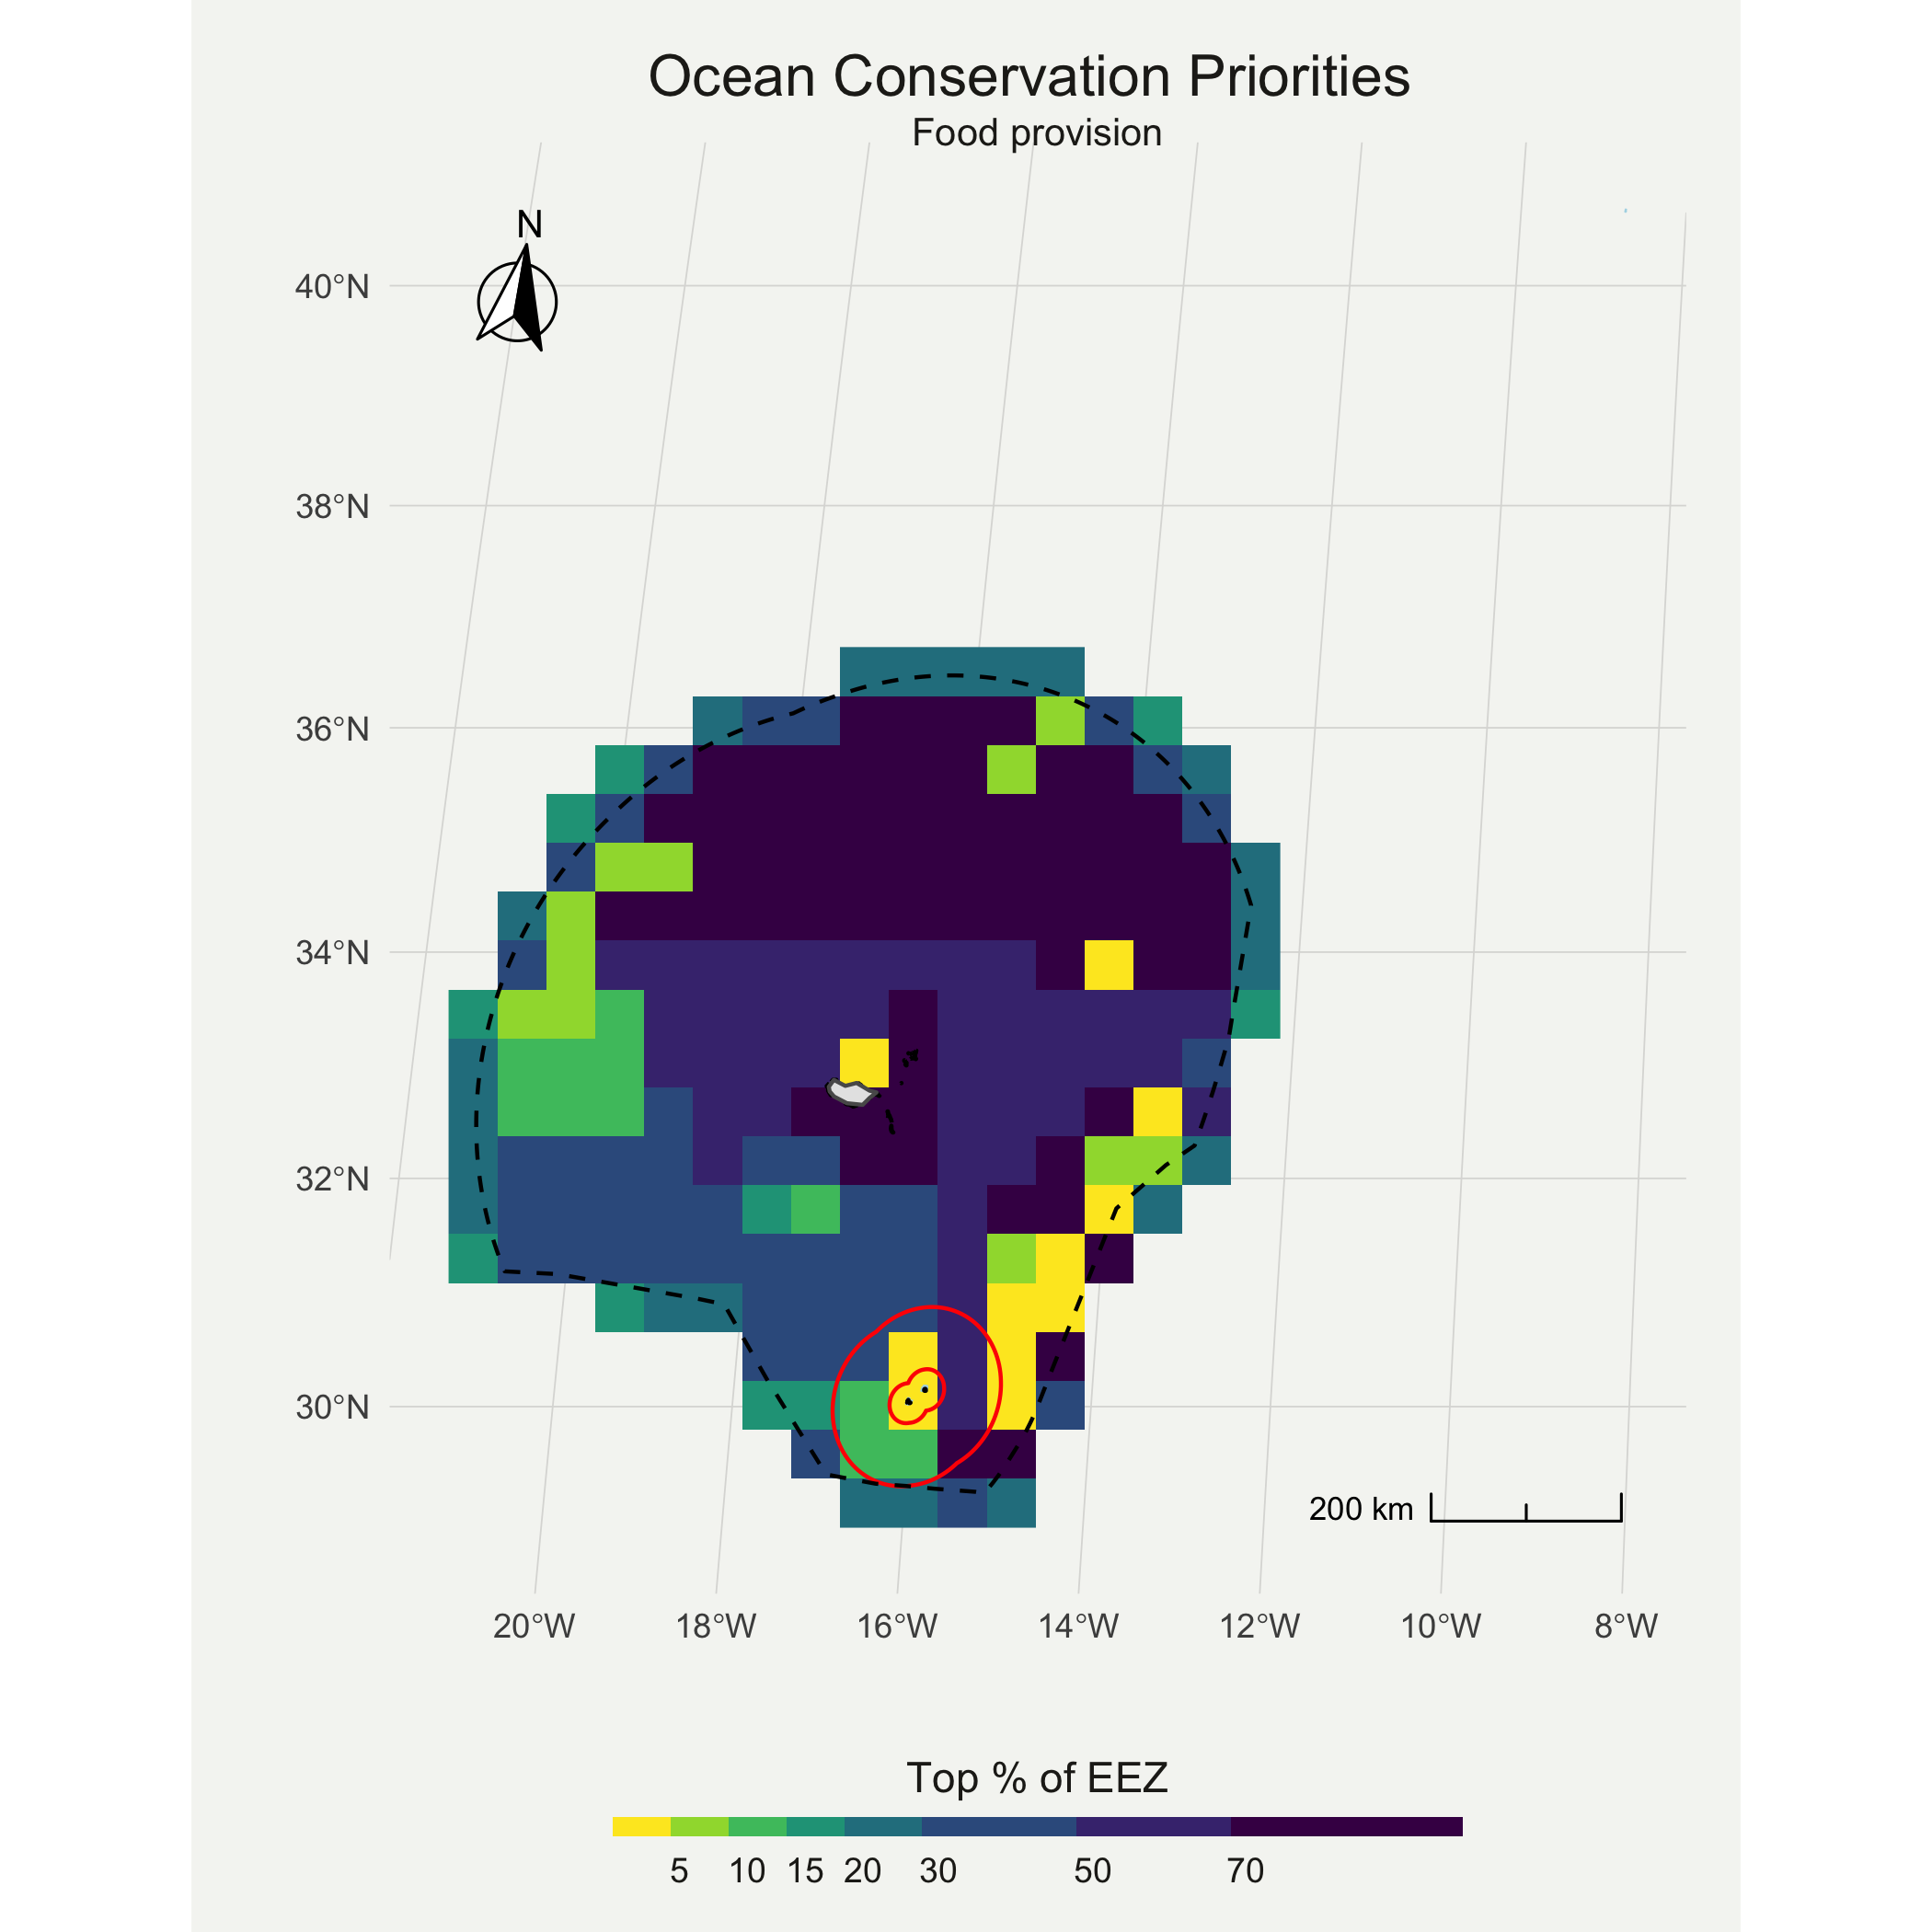 Ocean Conservation Priorities
Food provision
N
40°N
38°N
36°N
34°N
32°N
30°N
200 km
20°W 18°W 16°W 14°W 12°W 10°W 8°W
Top % of EEZ
5 10 15 20 30 50 70